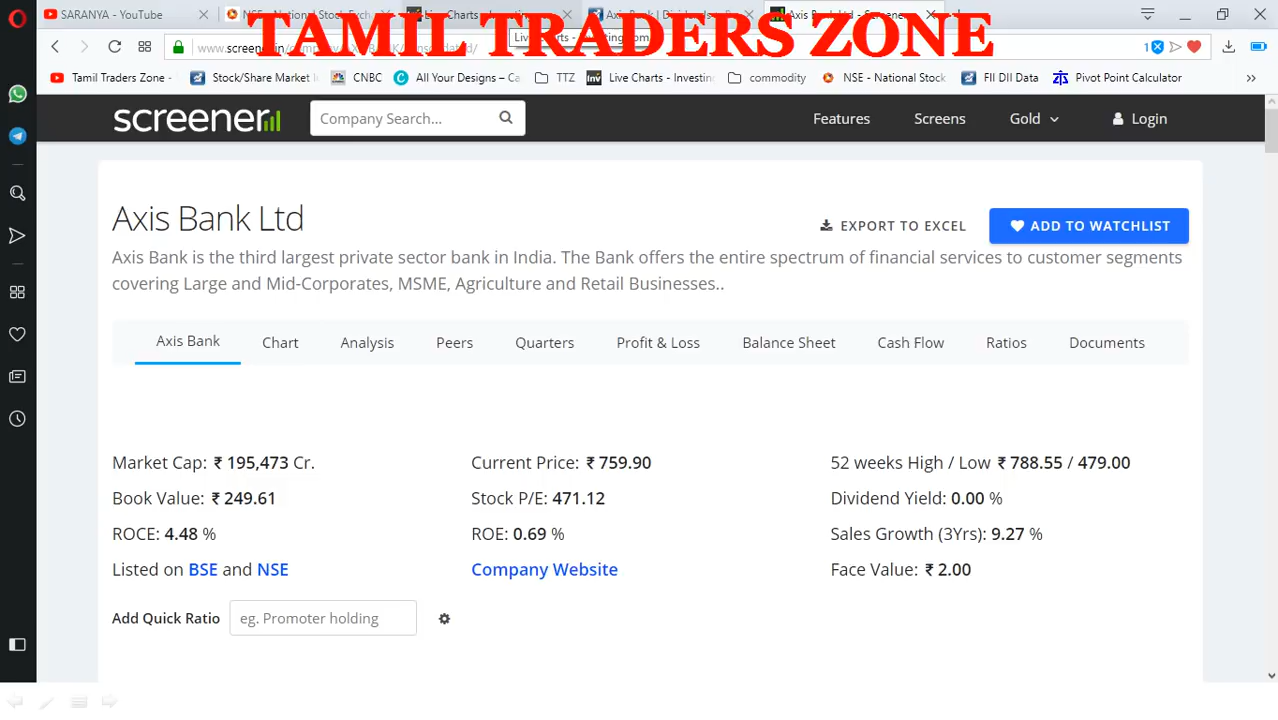 SARANYA - YouTube
TAMIL TRADERS ZONE
Tamil Traders Zone - Stock/Share Market CNBC All Your Designs – Ca TTZ Live Charts - Investin commodity NSE - National Stock FII DII Data Pivot Point Calculator »
screener Company Search... Features Screens Gold Login
Axis Bank Ltd
EXPORT TO EXCEL ADD TO WATCHLIST
Axis Bank is the third largest private sector bank in India. The Bank offers the entire spectrum of financial services to customer segments
covering Large and Mid-Corporates, MSME, Agriculture and Retail Businesses..
Axis Bank Chart Analysis Peers Quarters Profit & Loss Balance Sheet Cash Flow Ratios Documents
Market Cap: ₹ 195,473 Cr. Current Price: ₹ 759.90 52 weeks High / Low ₹ 788.55 / 479.00
Book Value: ₹ 249.61 Stock P/E: 471.12 Dividend Yield: 0.00 %
ROCE: 4.48 % ROE: 0.69 % Sales Growth (3Yrs): 9.27 %
Listed on BSE and NSE Company Website Face Value: ₹ 2.00
Add Quick Ratio eg. Promoter holding